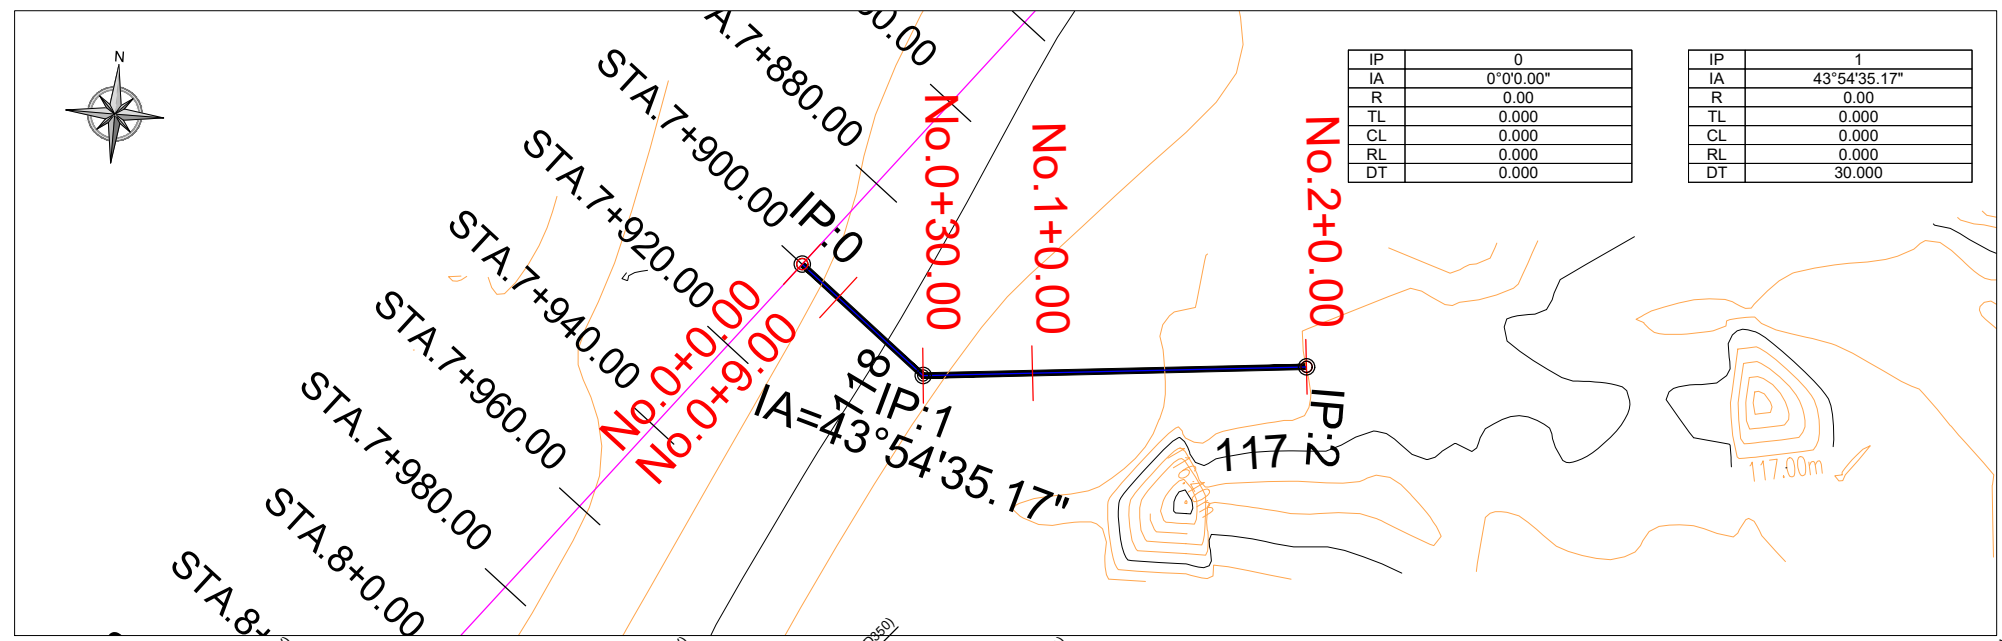 N
STA.7+880.00
STA.7+900.00
STA.7+920.00
STA.7+940.00
STA.7+960.00
STA.7+980.00
STA.8+0.00
IP:0
No.0+0.00
No.0+9.00
No.0+30.00
No.1+0.00
No.2+0.00
118
IP:1
IA=43°54'35.17"
IP:2
117
117.00m
IP 0
IA 0°0'0.00"
R 0.00
TL 0.000
CL 0.000
RL 0.000
DT 0.000
IP 1
IA 43°54'35.17"
R 0.00
TL 0.000
CL 0.000
RL 0.000
DT 30.000